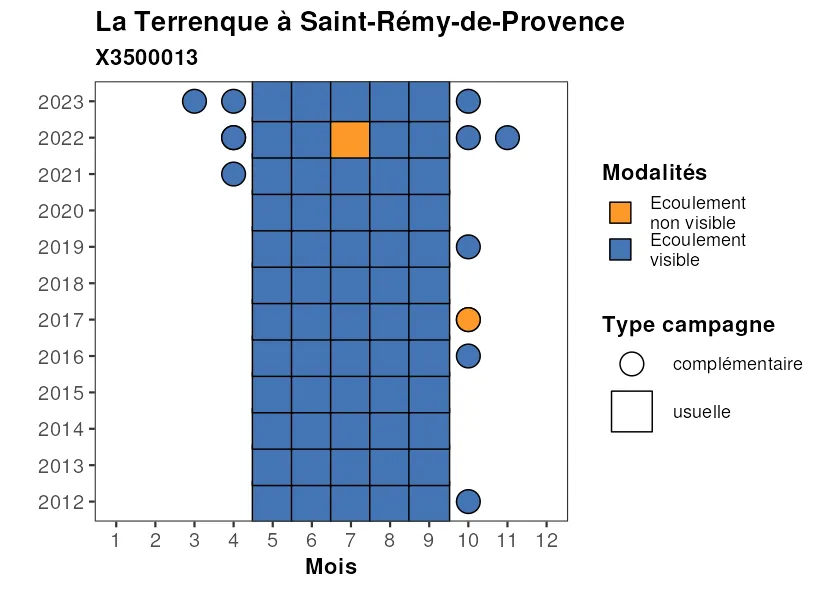 La Terrenque à Saint-Rémy-de-Provence
X3500013
2023
2022
2021
2020
2019
2018
2017
2016
2015
2014
2013
2012
1 2 3 4 5 6 7 8 9 10 11 12
Mois
Modalités
Ecoulement
non visible
Ecoulement
visible
Type campagne
complémentaire
usuelle